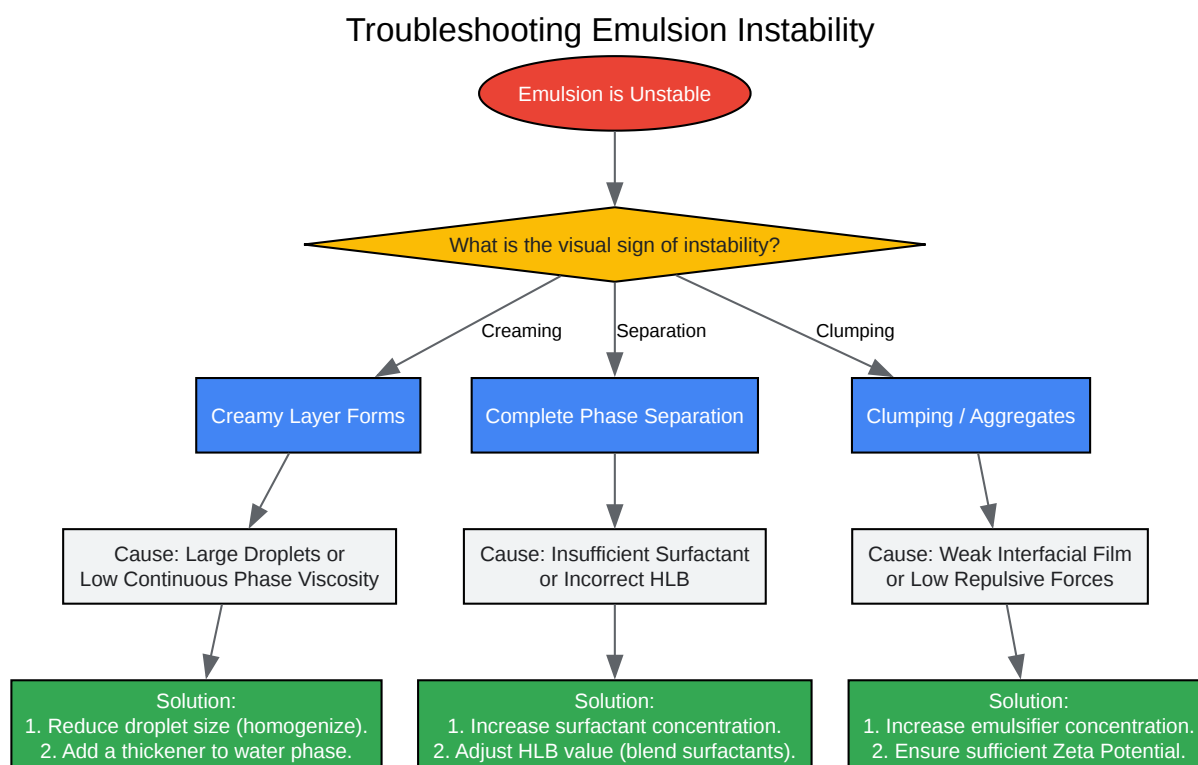 Troubleshooting Emulsion Instability
Emulsion is Unstable
What is the visual sign of instability?
Creaming
Separation
Clumping
Creamy Layer Forms
Complete Phase Separation
Clumping / Aggregates
Cause: Large Droplets or
Low Continuous Phase Viscosity
Cause: Insufficient Surfactant
or Incorrect HLB
Cause: Weak Interfacial Film
or Low Repulsive Forces
Solution:
1. Reduce droplet size (homogenize).
2. Add a thickener to water phase.
Solution:
1. Increase surfactant concentration.
2. Adjust HLB value (blend surfactants).
Solution:
1. Increase emulsifier concentration.
2. Ensure sufficient Zeta Potential.